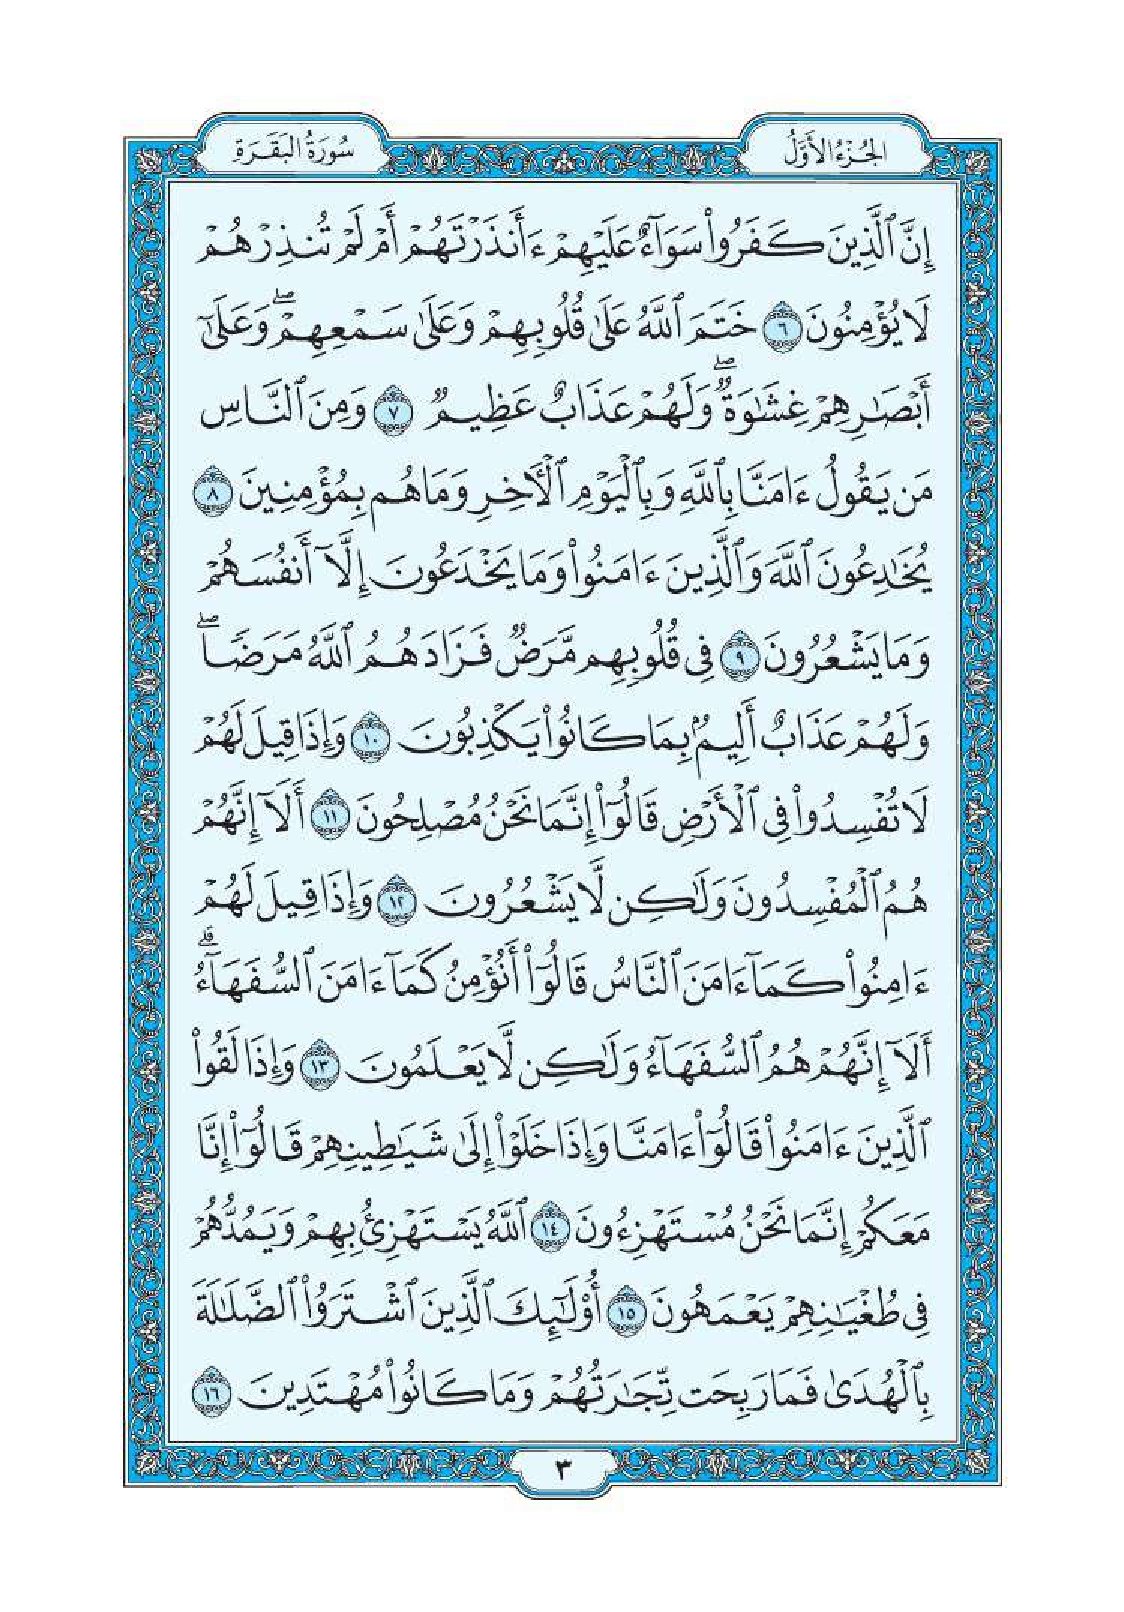 الجُزْءُ الأَوَّلُ
سُورَةُ البَقَرَةِ
إِنَّ ٱلَّذِينَ كَفَرُوا۟ سَوَآءٌ عَلَيْهِمْ ءَأَنذَرْتَهُمْ أَمْ لَمْ تُنذِرْهُمْ
لَا يُؤْمِنُونَ ٦ خَتَمَ ٱللَّهُ عَلَىٰ قُلُوبِهِمْ وَعَلَىٰ سَمْعِهِمْ ۖ وَعَلَىٰٓ
أَبْصَـٰرِهِمْ غِشَـٰوَةٌ ۖ وَلَهُمْ عَذَابٌ عَظِيمٌ ٧ وَمِنَ ٱلنَّاسِ
مَن يَقُولُ ءَامَنَّا بِٱللَّهِ وَبِٱلْيَوْمِ ٱلْـَٔاخِرِ وَمَا هُم بِمُؤْمِنِينَ ٨
يُخَـٰدِعُونَ ٱللَّهَ وَٱلَّذِينَ ءَامَنُوا۟ وَمَا يَخْدَعُونَ إِلَّآ أَنفُسَهُمْ
وَمَا يَشْعُرُونَ ٩ فِى قُلُوبِهِم مَّرَضٌ فَزَادَهُمُ ٱللَّهُ مَرَضًا ۖ
وَلَهُمْ عَذَابٌ أَلِيمٌۢ بِمَا كَانُوا۟ يَكْذِبُونَ ١٠ وَإِذَا قِيلَ لَهُمْ
لَا تُفْسِدُوا۟ فِى ٱلْأَرْضِ قَالُوٓا۟ إِنَّمَا نَحْنُ مُصْلِحُونَ ١١ أَلَآ إِنَّهُمْ
هُمُ ٱلْمُفْسِدُونَ وَلَـٰكِن لَّا يَشْعُرُونَ ١٢ وَإِذَا قِيلَ لَهُمْ
ءَامِنُوا۟ كَمَآ ءَامَنَ ٱلنَّاسُ قَالُوٓا۟ أَنُؤْمِنُ كَمَآ ءَامَنَ ٱلسُّفَهَآءُ ۗ
أَلَآ إِنَّهُمْ هُمُ ٱلسُّفَهَآءُ وَلَـٰكِن لَّا يَعْلَمُونَ ١٣ وَإِذَا لَقُوا۟
ٱلَّذِينَ ءَامَنُوا۟ قَالُوٓا۟ ءَامَنَّا وَإِذَا خَلَوْا۟ إِلَىٰ شَيَـٰطِينِهِمْ قَالُوٓا۟ إِنَّا
مَعَكُمْ إِنَّمَا نَحْنُ مُسْتَهْزِءُونَ ١٤ ٱللَّهُ يَسْتَهْزِئُ بِهِمْ وَيَمُدُّهُمْ
فِى طُغْيَـٰنِهِمْ يَعْمَهُونَ ١٥ أُو۟لَـٰٓئِكَ ٱلَّذِينَ ٱشْتَرَوُا۟ ٱلضَّلَـٰلَةَ
بِٱلْهُدَىٰ فَمَا رَبِحَت تِّجَـٰرَتُهُمْ وَمَا كَانُوا۟ مُهْتَدِينَ ١٦
٣